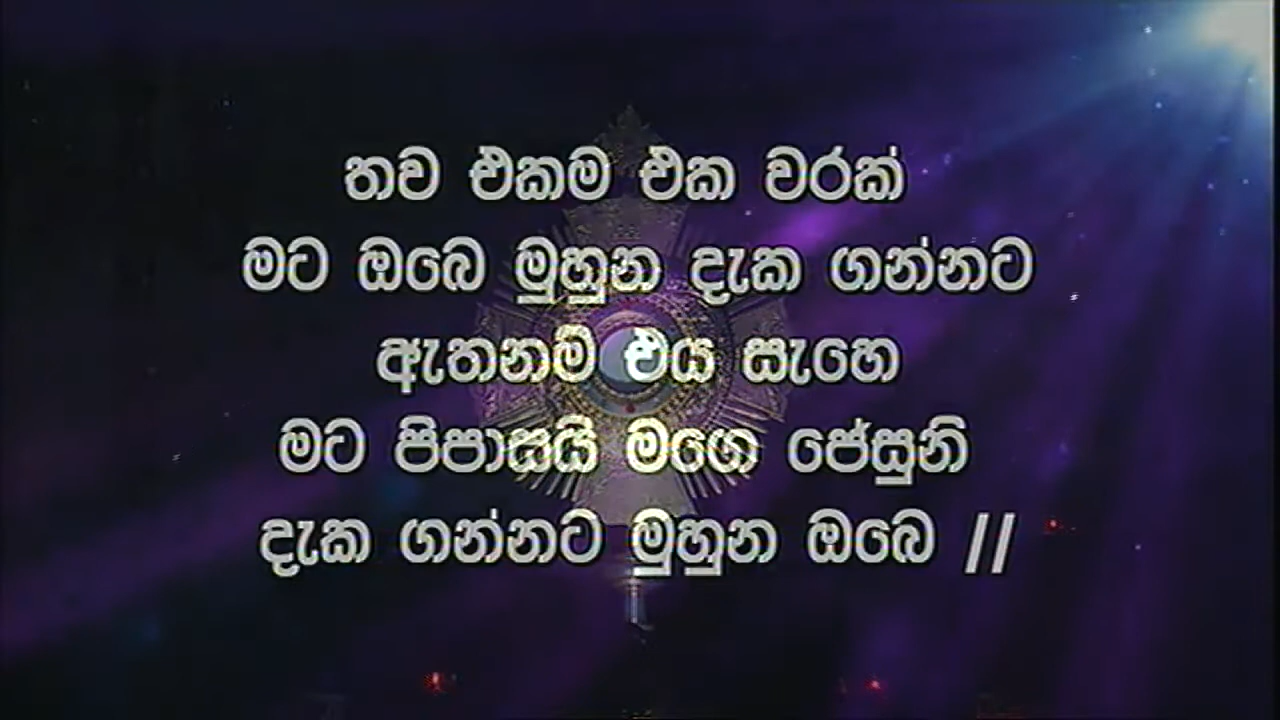 තව එකම එක වරක්
මට ඔබෙ මුහුන දැක ගන්නට
ඇතනම් එය සෑහෙ
මට පිපාසයි මගෙ ජේසුනි
දැක ගන්නට මුහුන ඔබෙ //